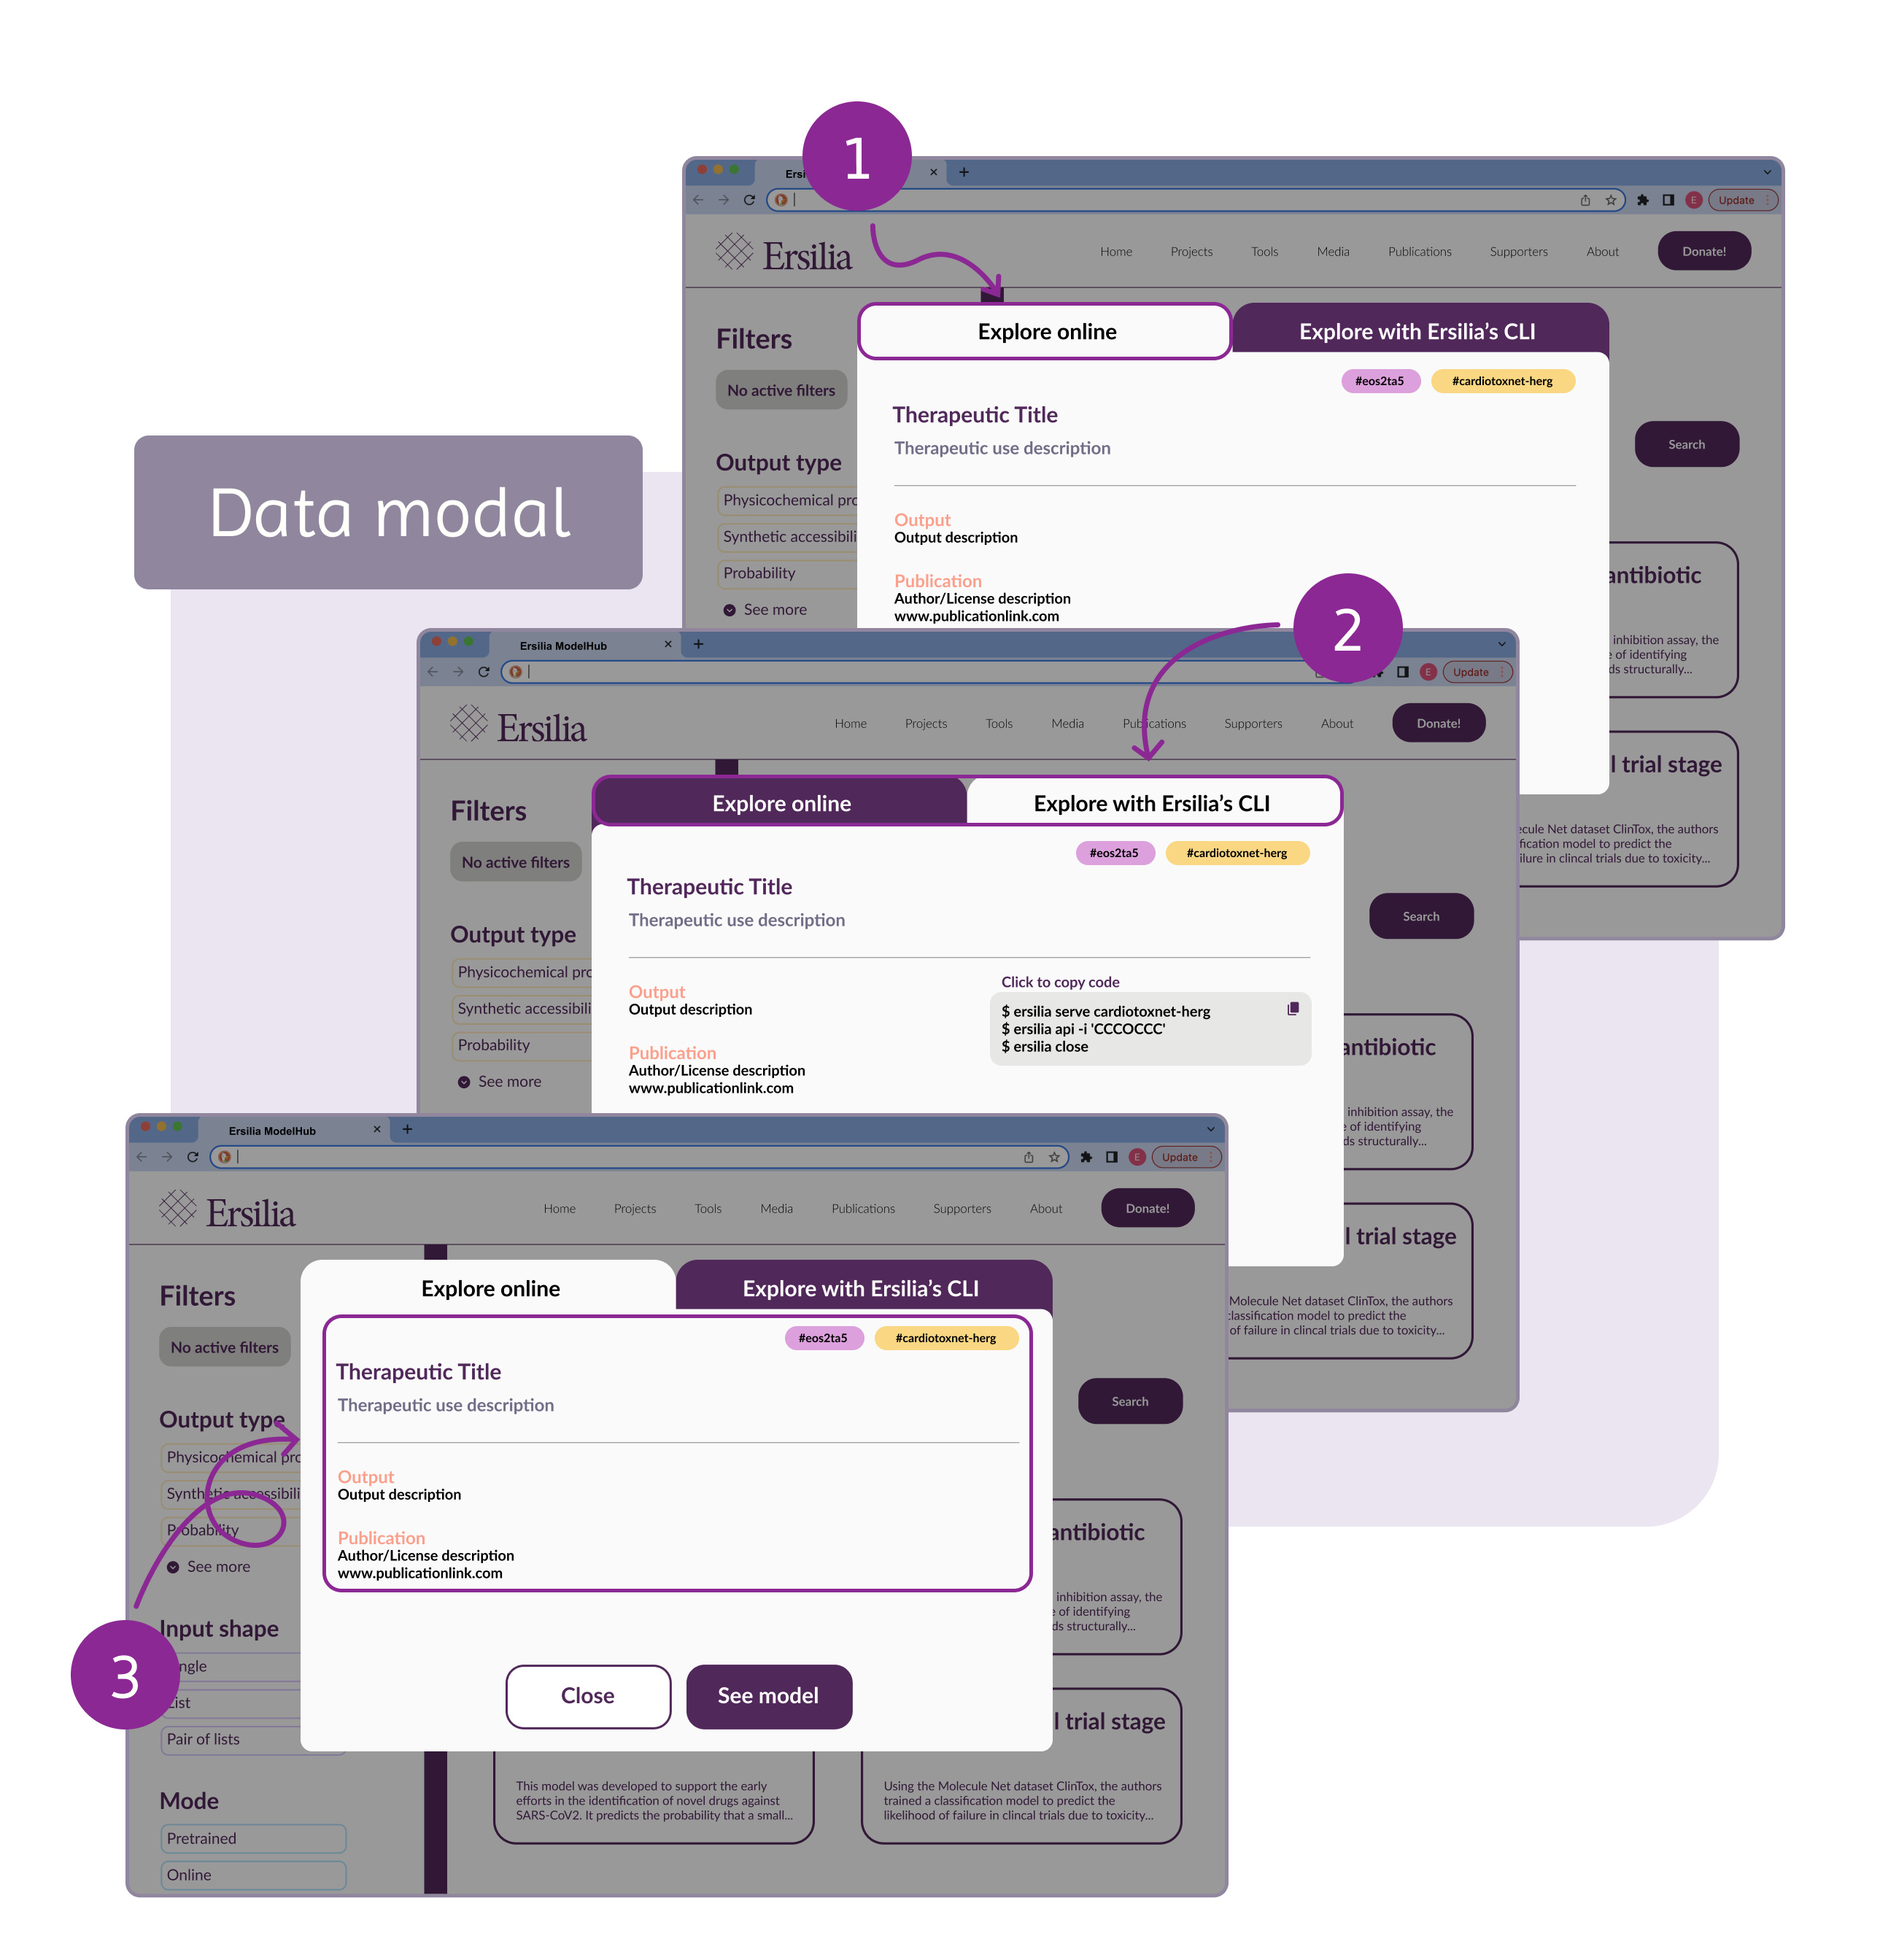 Data modal
1
Ersi
E
Update
Ersilia
Home
Projects
Tools
Media
Publications
Supporters
About
Donate!
Explore online
Explore with Ersilia's CLI
Filters
No active filters
#eos2ta5
#cardiotoxnet-herg
Therapeutic Title
Therapeutic use description
Search
Output type
Physicochemical pro
Synthetic accessibili
Probability
See more
Output
Output description
Publication
Author/License description
www.publicationlink.com
antibiotic
inhibition assay, the
e of identifying
ds structurally...
l trial stage
ecule Net dataset ClinTox, the authors
fication model to predict the
ilure in clincal trials due to toxicity...
2
Ersilia ModelHub
E
Update
Ersilia
Home
Projects
Tools
Media
Publications
Supporters
About
Donate!
Explore online
Explore with Ersilia's CLI
Filters
No active filters
#eos2ta5
#cardiotoxnet-herg
Therapeutic Title
Therapeutic use description
Search
Output type
Physicochemical pro
Synthetic accessibili
Probability
See more
Output
Output description
Publication
Author/License description
www.publicationlink.com
Click to copy code
$ ersilia serve cardiotoxnet-herg
$ ersilia api -i 'CCCOCCC'
$ ersilia close
antibiotic
inhibition assay, the
e of identifying
ds structurally...
l trial stage
Molecule Net dataset ClinTox, the authors
classification model to predict the
of failure in clincal trials due to toxicity...
3
Ersilia ModelHub
E
Update
Ersilia
Home
Projects
Tools
Media
Publications
Supporters
About
Donate!
Explore online
Explore with Ersilia's CLI
Filters
No active filters
#eos2ta5
#cardiotoxnet-herg
Therapeutic Title
Therapeutic use description
Search
Output type
Physicochemical pro
Synthetic accessibili
Probability
See more
Output
Output description
Publication
Author/License description
www.publicationlink.com
Input shape
ngle
List
Pair of lists
Mode
Pretrained
Online
Close
See model
antibiotic
inhibition assay, the
e of identifying
ds structurally...
l trial stage
This model was developed to support the early
efforts in the identification of novel drugs against
SARS-CoV2. It predicts the probability that a small...
Using the Molecule Net dataset ClinTox, the authors
trained a classification model to predict the
likelihood of failure in clincal trials due to toxicity...